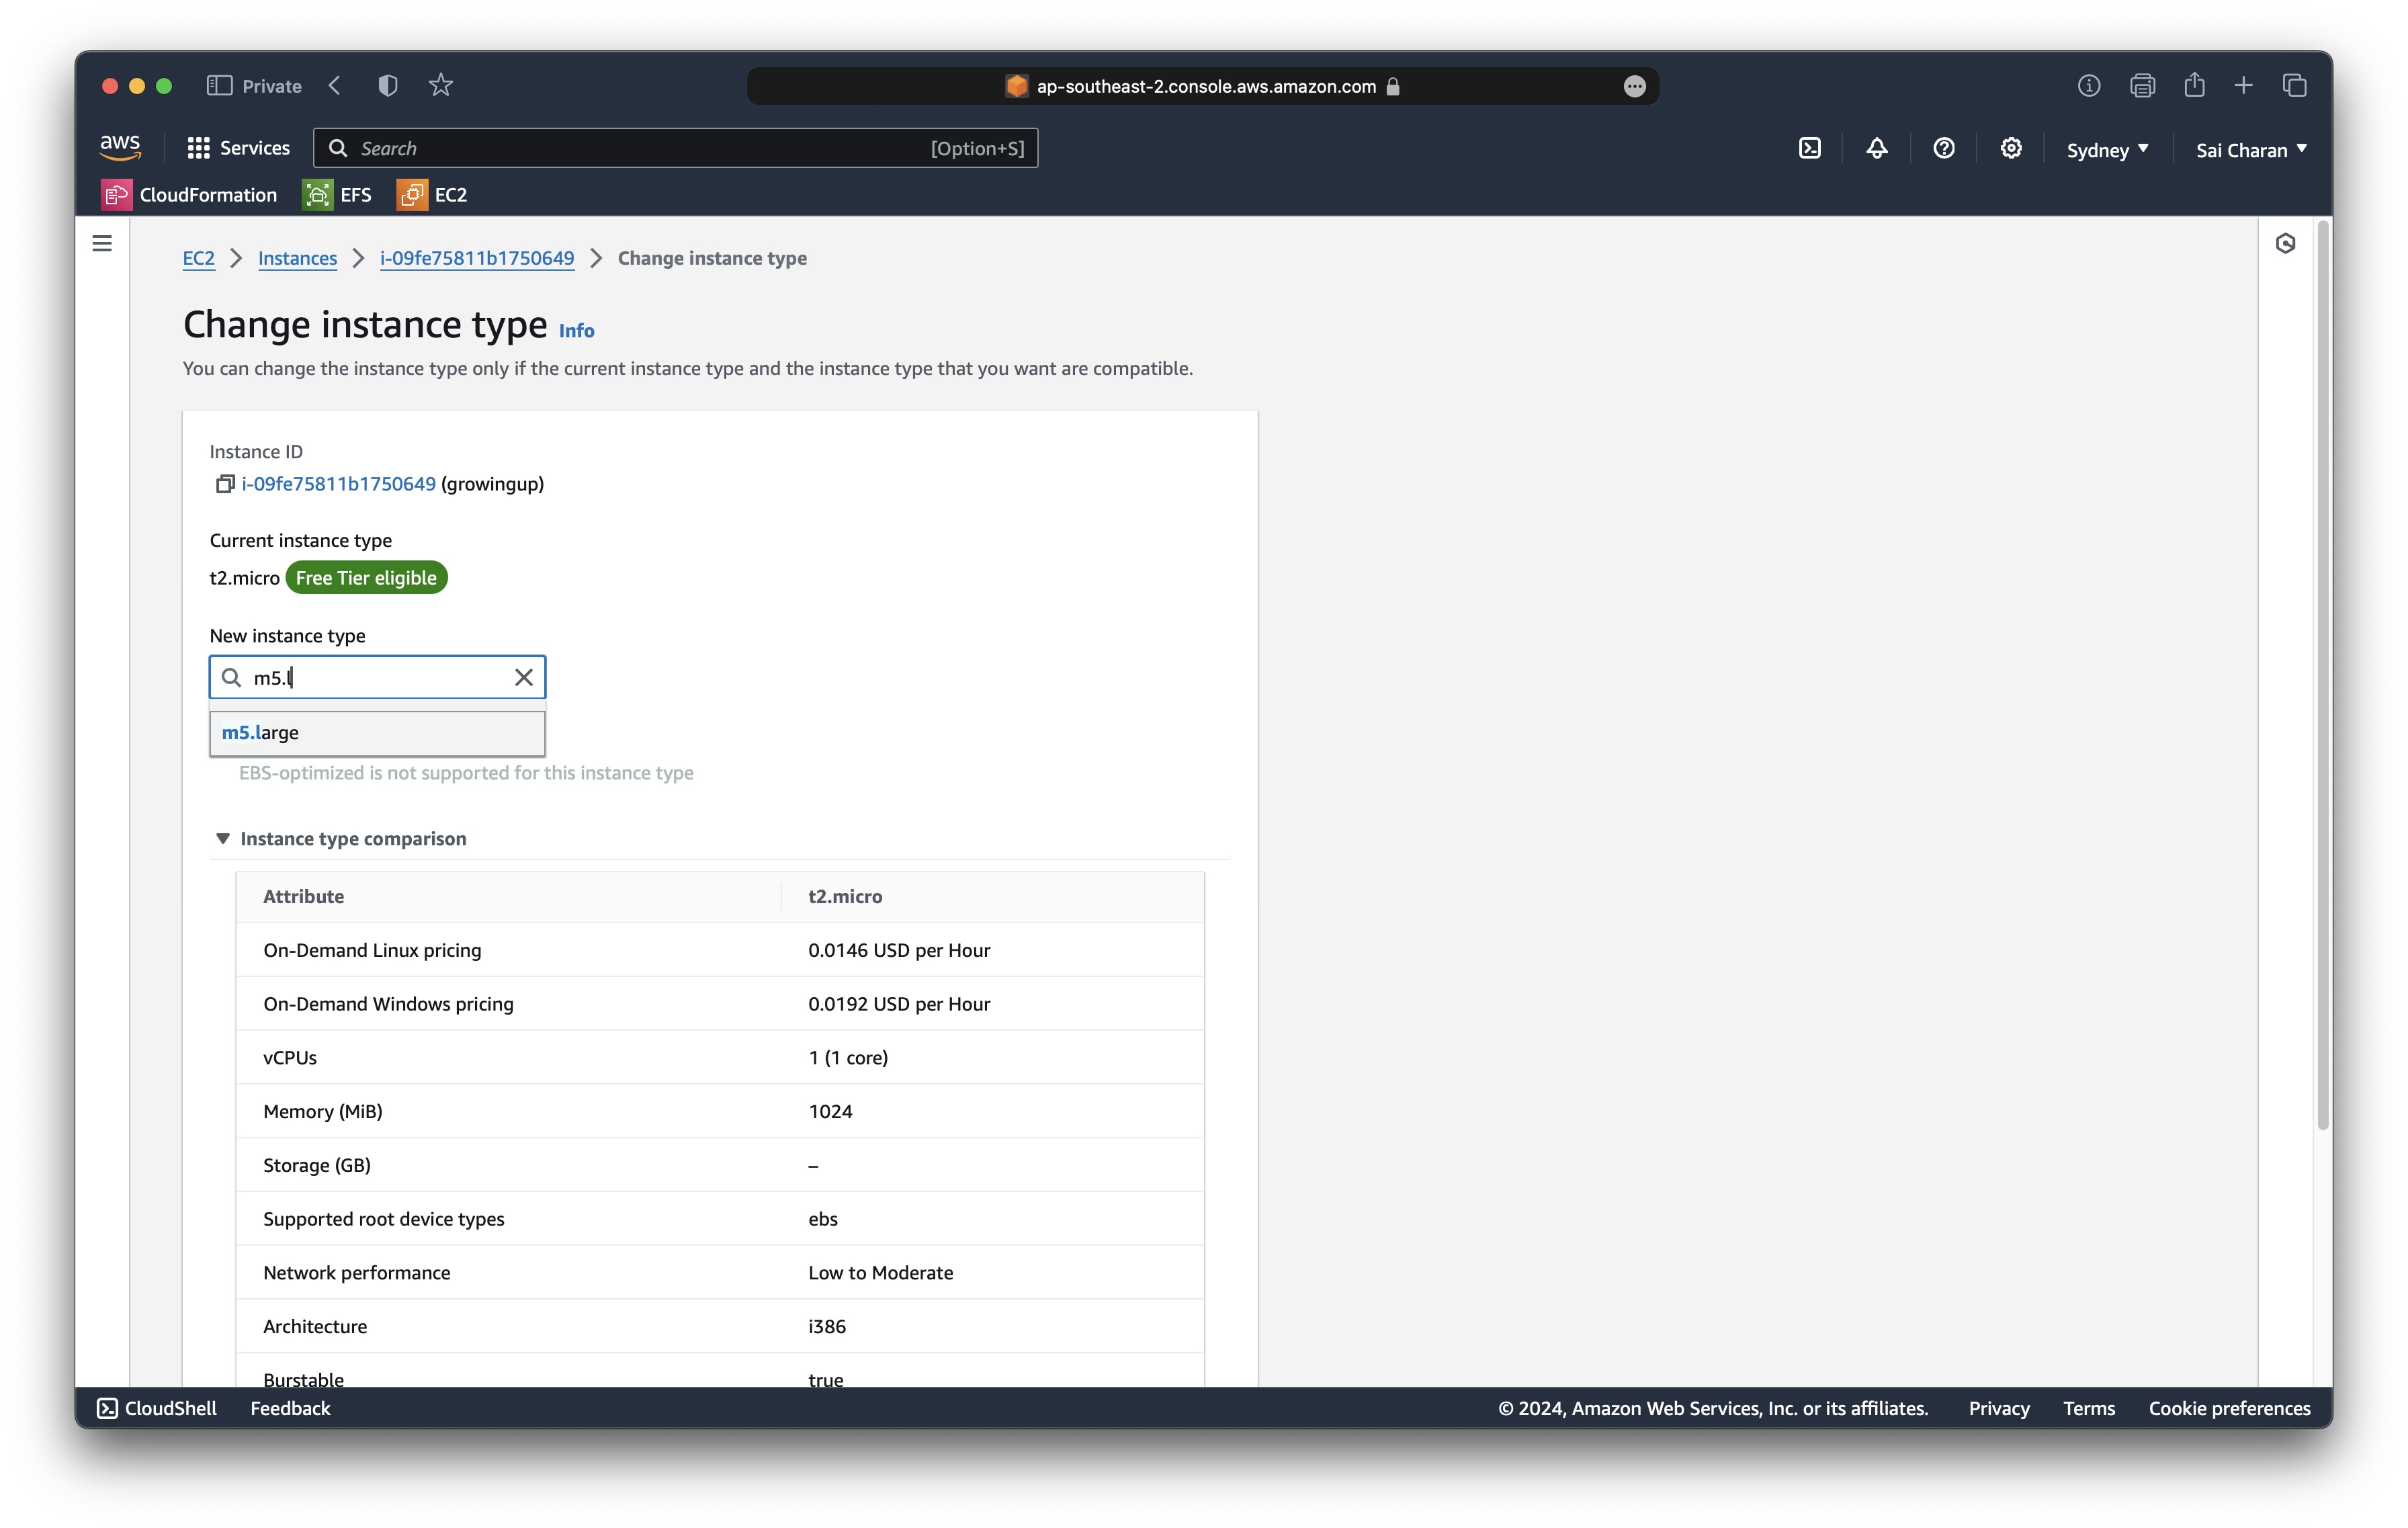 Private
ap-southeast-2.console.aws.amazon.com
aws
Services
Search
[Option+S]
Sydney
Sai Charan
CloudFormation
EFS
EC2
EC2 > Instances > i-09fe75811b1750649 > Change instance type
Change instance type Info
You can change the instance type only if the current instance type and the instance type that you want are compatible.
Instance ID
i-09fe75811b1750649 (growingup)
Current instance type
t2.micro Free Tier eligible
New instance type
m5.l
m5.large
EBS-optimized is not supported for this instance type
Instance type comparison
Attribute t2.micro
On-Demand Linux pricing 0.0146 USD per Hour
On-Demand Windows pricing 0.0192 USD per Hour
vCPUs 1 (1 core)
Memory (MiB) 1024
Storage (GB) –
Supported root device types ebs
Network performance Low to Moderate
Architecture i386
Burstable true
CloudShell Feedback © 2024, Amazon Web Services, Inc. or its affiliates. Privacy Terms Cookie preferences